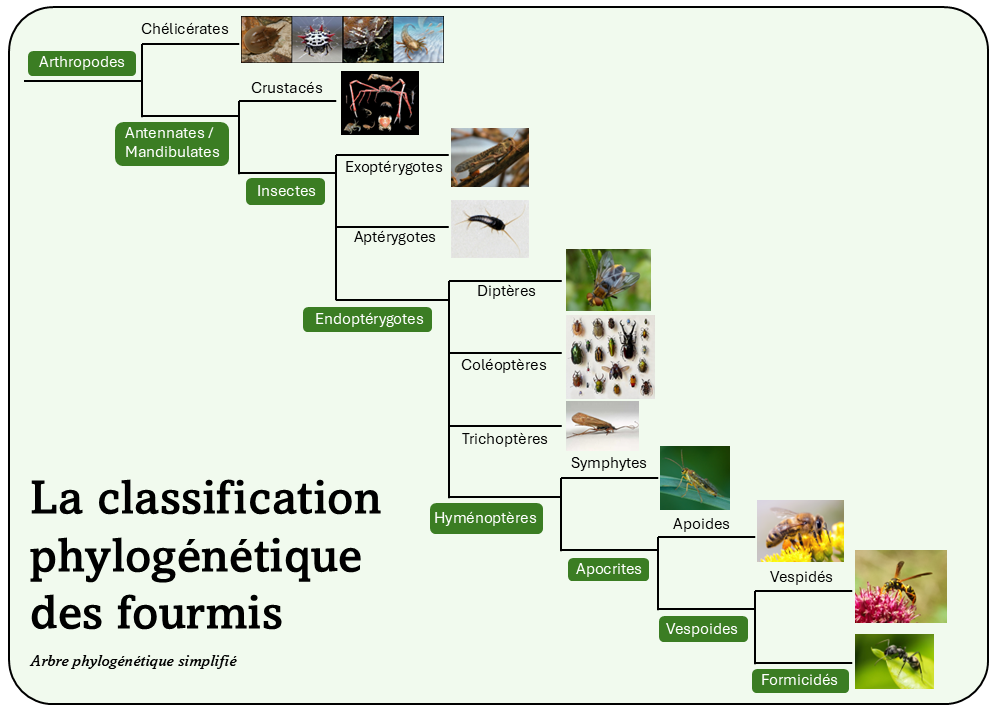 Chélicérates
Arthropodes
Crustacés
Antennates /
Mandibulates
Exoptérygotes
Insectes
Aptérygotes
Diptères
Endoptérygotes
Coléoptères
Trichoptères
Symphytes
La classification
phylogénétique
des fourmis
Arbre phylogénétique simplifié
Hyménoptères
Apoides
Apocrites
Vespidés
Vespoides
Formicidés